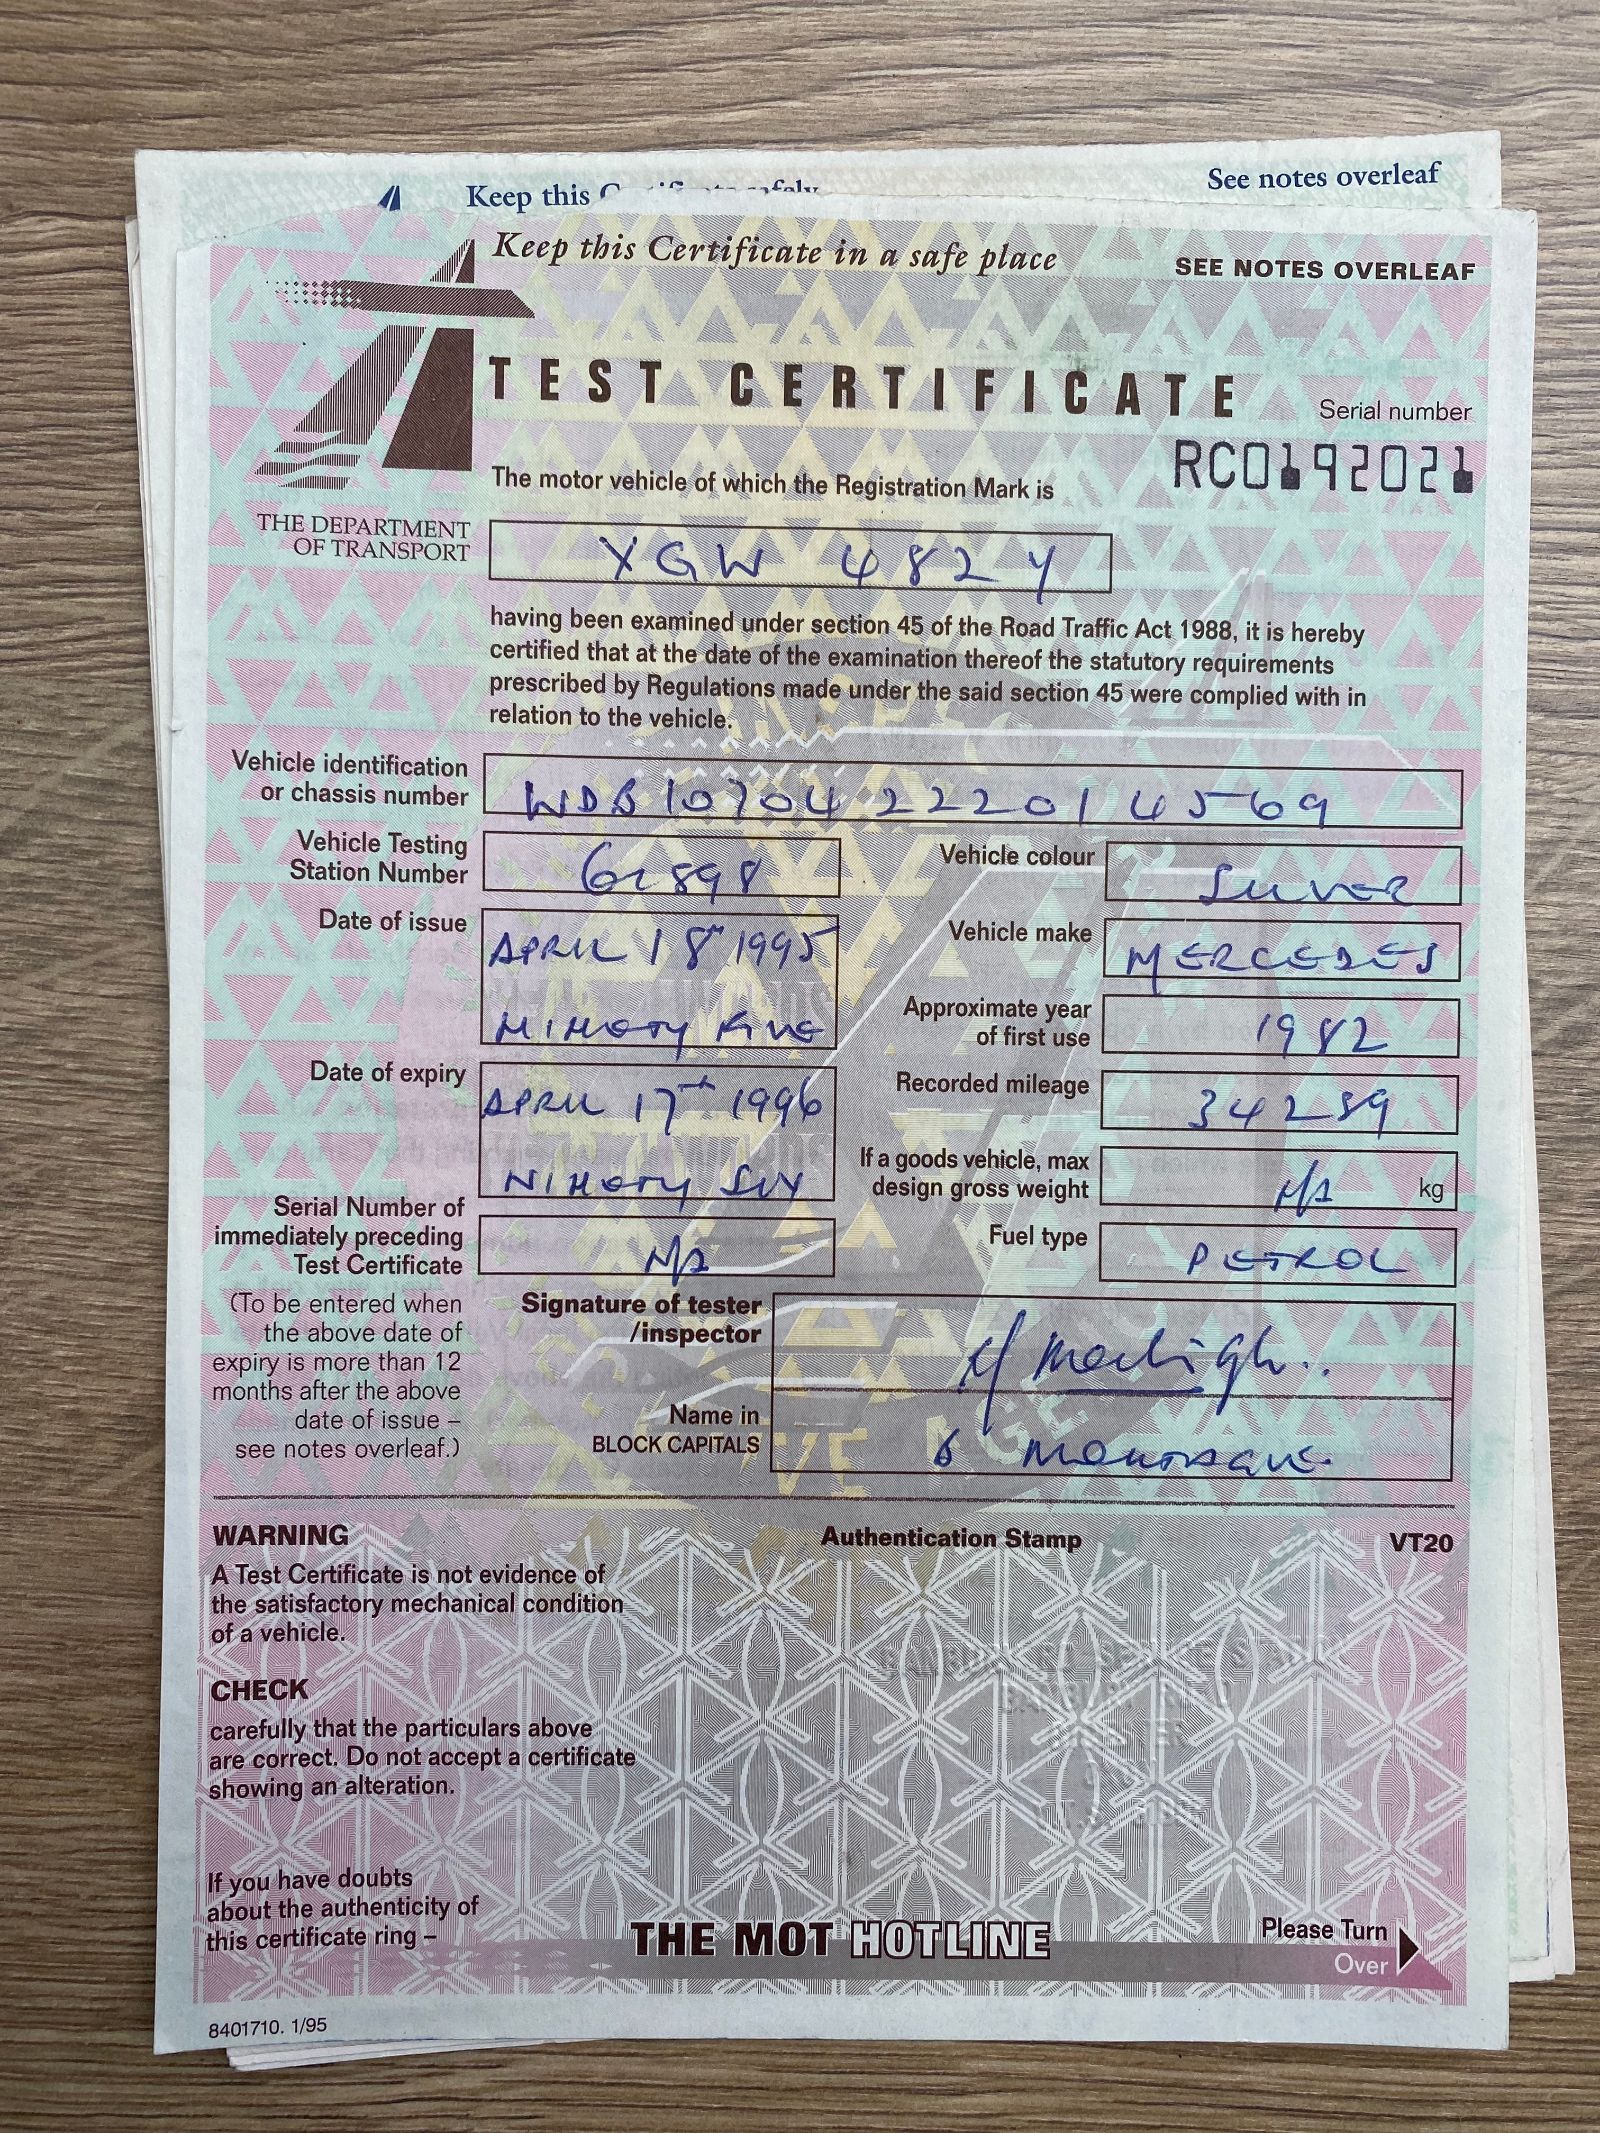 See notes overleaf
Keep this
Keep this Certificate in a safe place
SEE NOTES OVERLEAF
TEST CERTIFICATE
Serial number
RC0192021
The motor vehicle of which the Registration Mark is
THE DEPARTMENT
OF TRANSPORT
XGW 482Y
having been examined under section 45 of the Road Traffic Act 1988, it is hereby
certified that at the date of the examination thereof the statutory requirements
prescribed by Regulations made under the said section 45 were complied with in
relation to the vehicle.
Vehicle identification
or chassis number
WDB10704222014569
Vehicle Testing
Station Number
62898
Vehicle colour
SILVER
Date of issue
APRIL 18TH 1995
NINETY FIVE
Vehicle make
MERCEDES
Approximate year
of first use
1982
Date of expiry
APRIL 17TH 1996
NINETY SIX
Recorded mileage
34289
If a goods vehicle, max
design gross weight
N/A
kg
Serial Number of
immediately preceding
Test Certificate
N/A
Fuel type
PETROL
(To be entered when
the above date of
expiry is more than 12
months after the above
date of issue –
see notes overleaf.)
Signature of tester
/inspector
Name in
BLOCK CAPITALS
WARNING
A Test Certificate is not evidence of
the satisfactory mechanical condition
of a vehicle.
Authentication Stamp
VT20
CHECK
carefully that the particulars above
are correct. Do not accept a certificate
showing an alteration.
If you have doubts
about the authenticity of
this certificate ring –
THE MOT HOTLINE
Please Turn
Over
8401710. 1/95